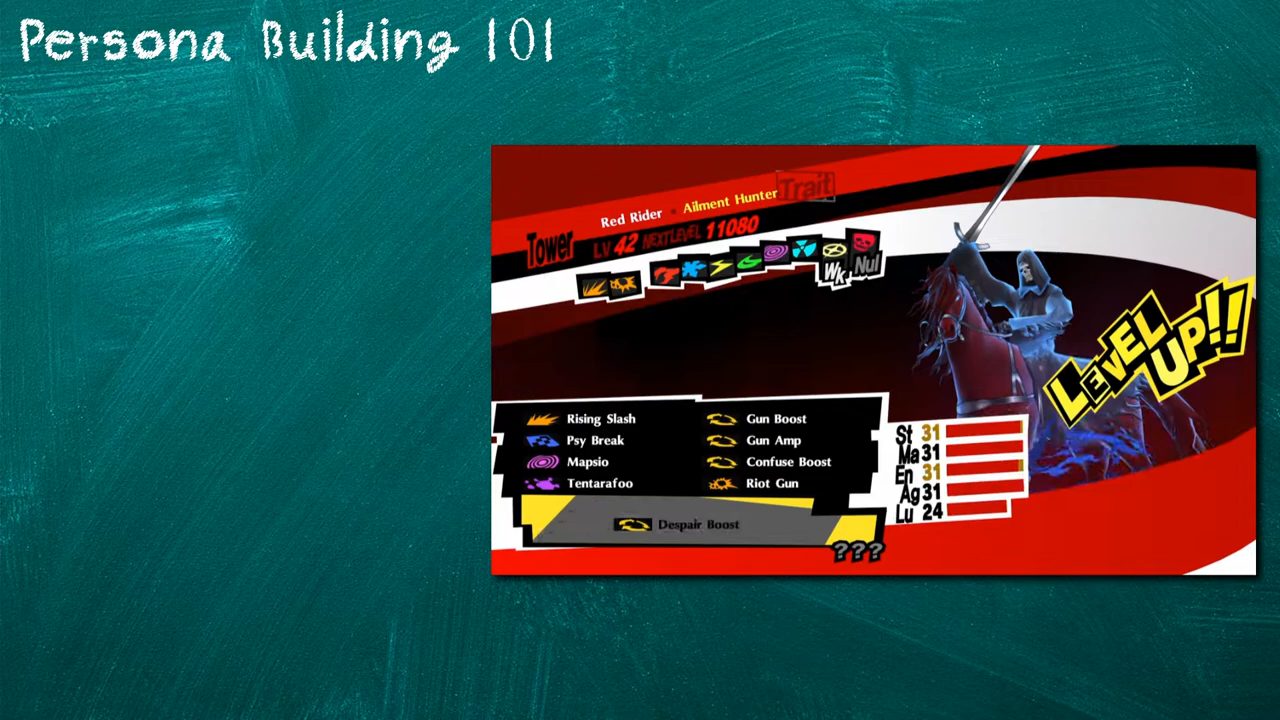 Persona Building 101
Red Rider • Ailment Hunter Trait
Tower LV 42 NEXT LEVEL 11080
Wk Nul
LEVEL UP!!
Rising Slash Gun Boost
Psy Break Gun Amp
Mapsio Confuse Boost
Tentarafoo Riot Gun
Despair Boost
???
St 31
Ma 31
En 31
Ag 31
Lu 24